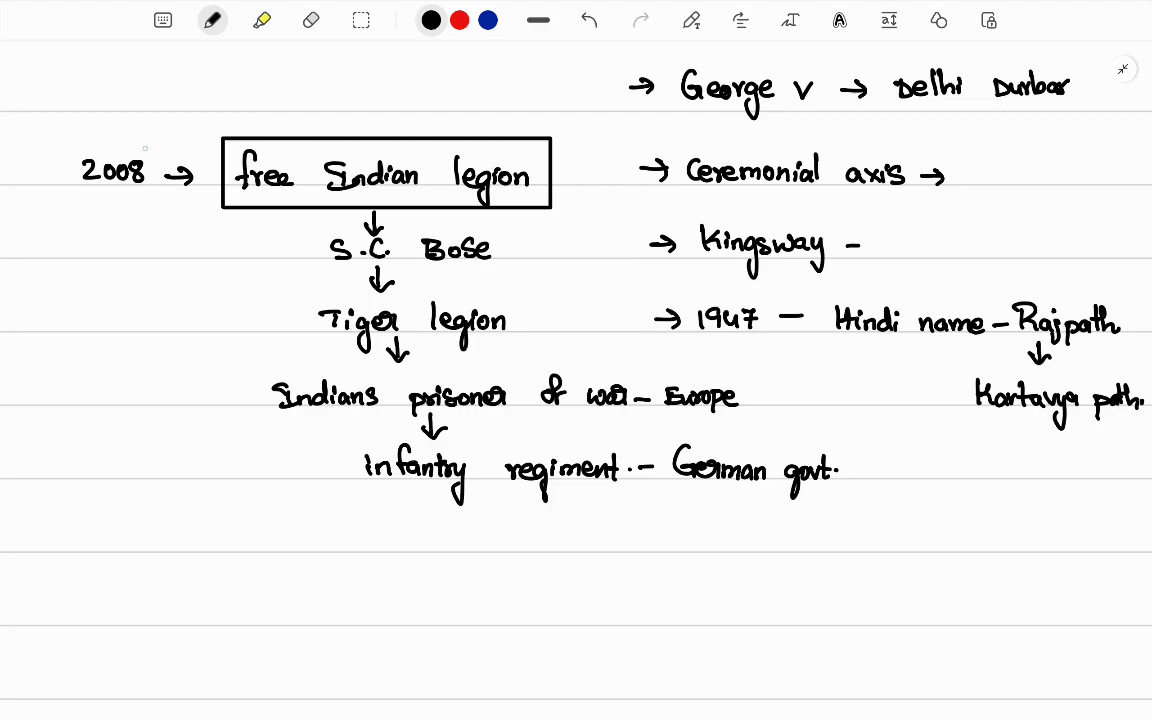 → George V → Delhi Durbar
2008 → free Indian legion
→ Ceremonial axis →
↓
S.C. Bose
→ Kingsway -
↓
Tiger legion
→ 1947 - Hindi name - Rajpath
↓
↓
Indians prisoner of war - Europe
Kartavya path.
↓
infantry regiment. - German govt.